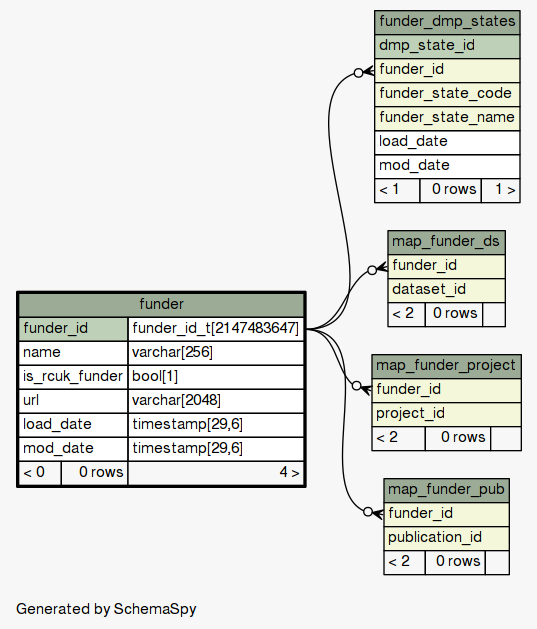 funder_dmp_states
dmp_state_id
funder_id
funder_state_code
funder_state_name
load_date
mod_date
< 1 0 rows 1 >
map_funder_ds
funder_id
dataset_id
< 2 0 rows
funder
funder_id funder_id_t[2147483647]
name varchar[256]
is_rcuk_funder bool[1]
url varchar[2048]
load_date timestamp[29,6]
mod_date timestamp[29,6]
< 0 0 rows 4 >
map_funder_project
funder_id
project_id
< 2 0 rows
map_funder_pub
funder_id
publication_id
< 2 0 rows
Generated by SchemaSpy